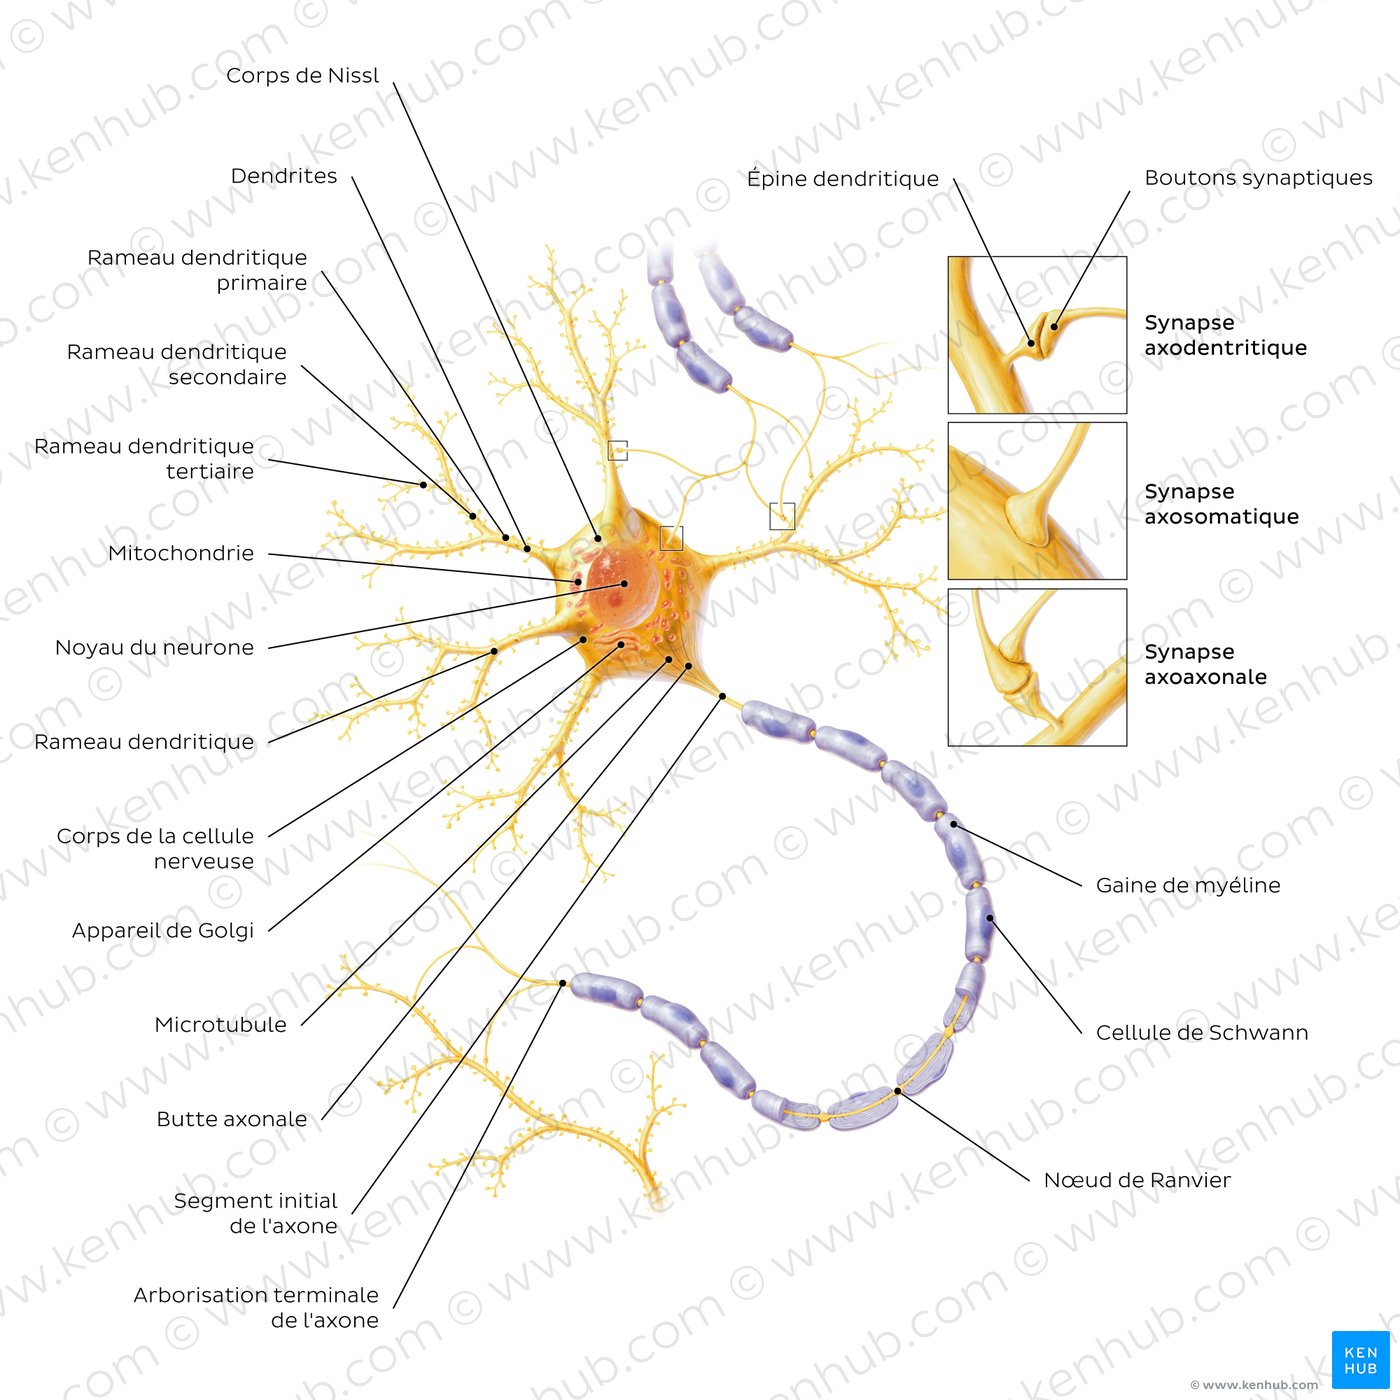 Corps de Nissl
Dendrites
Rameau dendritique
primaire
Rameau dendritique
secondaire
Rameau dendritique
tertiaire
Mitochondrie
Noyau du neurone
Rameau dendritique
Corps de la cellule
nerveuse
Appareil de Golgi
Microtubule
Butte axonale
Segment initial
de l'axone
Arborisation terminale
de l'axone
Épine dendritique
Boutons synaptiques
Synapse
axodentritique
Synapse
axosomatique
Synapse
axoaxonale
Gaine de myéline
Cellule de Schwann
Nœud de Ranvier
KEN
HUB
© www.kenhub.com